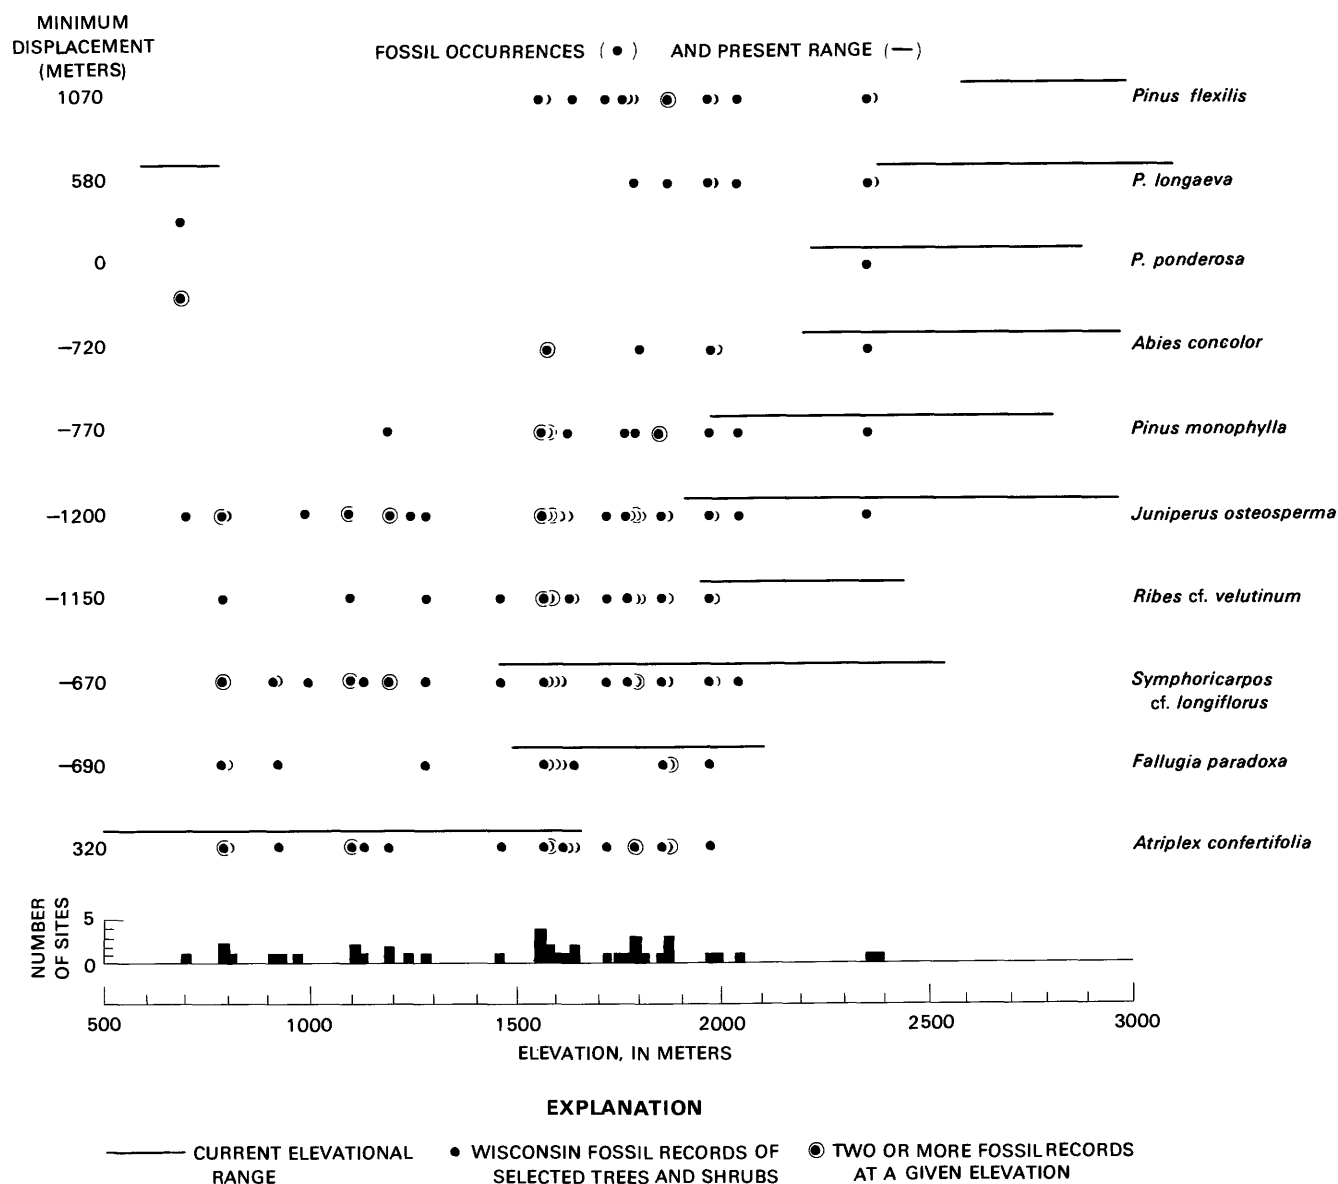 MINIMUM
DISPLACEMENT
(METERS)
FOSSIL OCCURRENCES ( • ) AND PRESENT RANGE (—)
1070 Pinus flexilis
580 P. longaeva
0 P. ponderosa
−720 Abies concolor
−770 Pinus monophylla
−1200 Juniperus osteosperma
−1150 Ribes cf. velutinum
−670 Symphoricarpos
cf. longiflorus
−690 Fallugia paradoxa
320 Atriplex confertifolia
NUMBER
OF SITES
5
0
500 1000 1500 2000 2500 3000
ELEVATION, IN METERS
EXPLANATION
CURRENT ELEVATIONAL
RANGE
WISCONSIN FOSSIL RECORDS OF
SELECTED TREES AND SHRUBS
TWO OR MORE FOSSIL RECORDS
AT A GIVEN ELEVATION